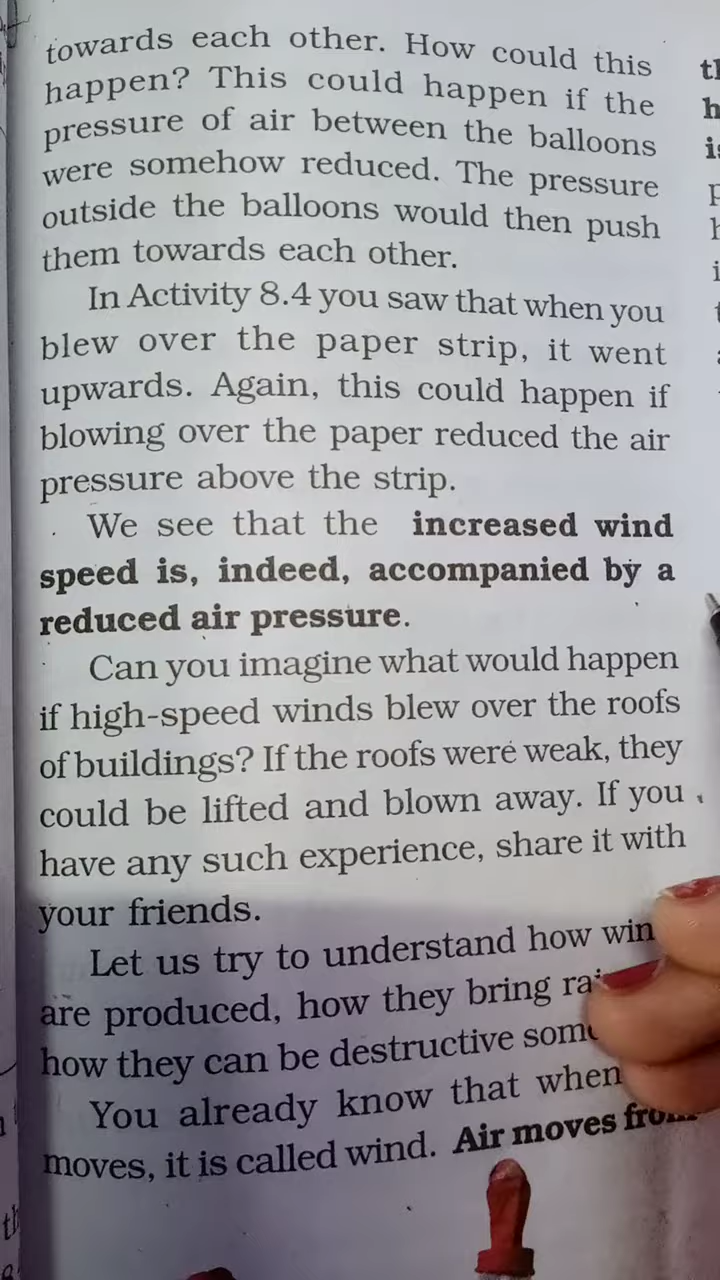 towards each other. How could this
happen? This could happen if the
pressure of air between the balloons
were somehow reduced. The pressure
outside the balloons would then push
them towards each other.
In Activity 8.4 you saw that when you
blew over the paper strip, it went
upwards. Again, this could happen if
blowing over the paper reduced the air
pressure above the strip.
We see that the increased wind
speed is, indeed, accompanied by a
reduced air pressure.
Can you imagine what would happen
if high-speed winds blew over the roofs
of buildings? If the roofs were weak, they
could be lifted and blown away. If you
have any such experience, share it with
your friends.
Let us try to understand how
are produced, how they bring
how they can be destructive
You already know that when
moves, it is called wind. Air moves from